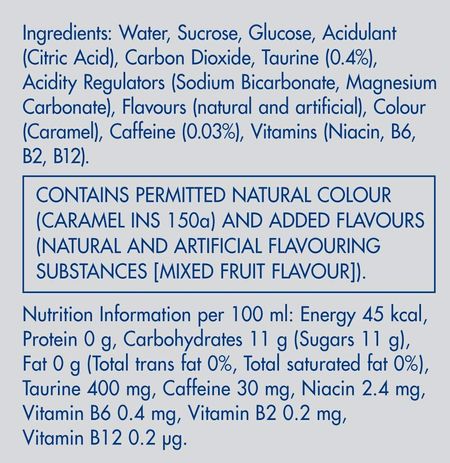 Ingredients: Water, Sucrose, Glucose, Acidulant
(Citric Acid), Carbon Dioxide, Taurine (0.4%),
Acidity Regulators (Sodium Bicarbonate, Magnesium
Carbonate), Flavours (natural and artificial), Colour
(Caramel), Caffeine (0.03%), Vitamins (Niacin, B6,
B2, B12).
CONTAINS PERMITTED NATURAL COLOUR
(CARAMEL INS 150a) AND ADDED FLAVOURS
(NATURAL AND ARTIFICIAL FLAVOURING
SUBSTANCES [MIXED FRUIT FLAVOUR]).
Nutrition Information per 100 ml: Energy 45 kcal,
Protein 0 g, Carbohydrates 11 g (Sugars 11 g),
Fat 0 g (Total trans fat 0%, Total saturated fat 0%),
Taurine 400 mg, Caffeine 30 mg, Niacin 2.4 mg,
Vitamin B6 0.4 mg, Vitamin B2 0.2 mg,
Vitamin B12 0.2 µg.